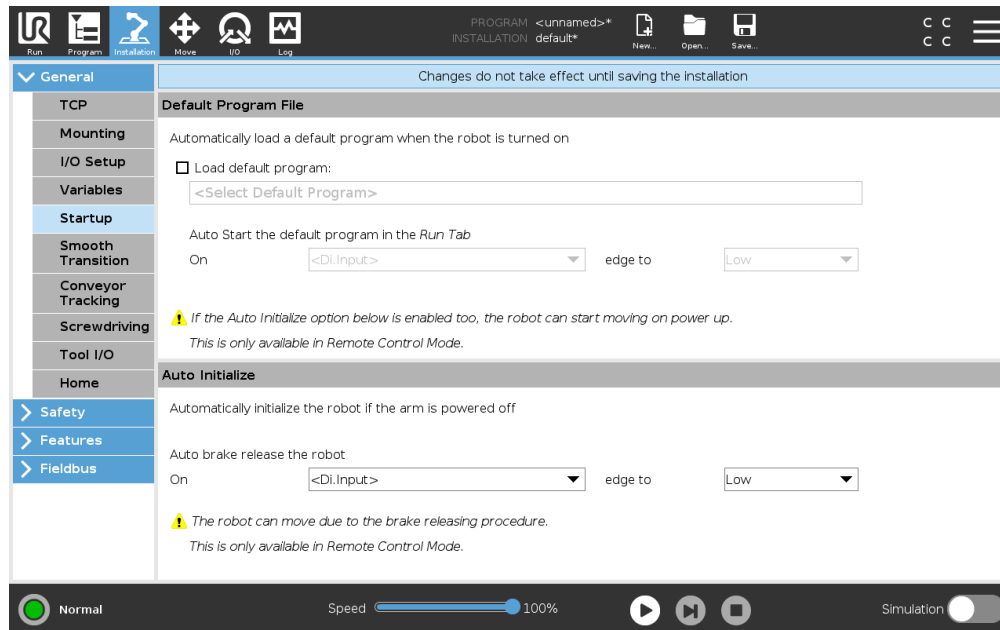 PROGRAM <unnamed>*
INSTALLATION default*
UR
Run
Program
Installation
Move
I/O
Log
New...
Open...
Save...
C C
C C
General
TCP
Mounting
I/O Setup
Variables
Startup
Smooth
Transition
Conveyor
Tracking
Screwdriving
Tool I/O
Home
Safety
Features
Fieldbus
Changes do not take effect until saving the installation
Default Program File
Automatically load a default program when the robot is turned on
Load default program:
<Select Default Program>
Auto Start the default program in the Run Tab
On <Di.Input> edge to Low
If the Auto Initialize option below is enabled too, the robot can start moving on power up.
This is only available in Remote Control Mode.
Auto Initialize
Automatically initialize the robot if the arm is powered off
Auto brake release the robot
On <Di.Input> edge to Low
The robot can move due to the brake releasing procedure.
This is only available in Remote Control Mode.
Normal
Speed 100%
Simulation